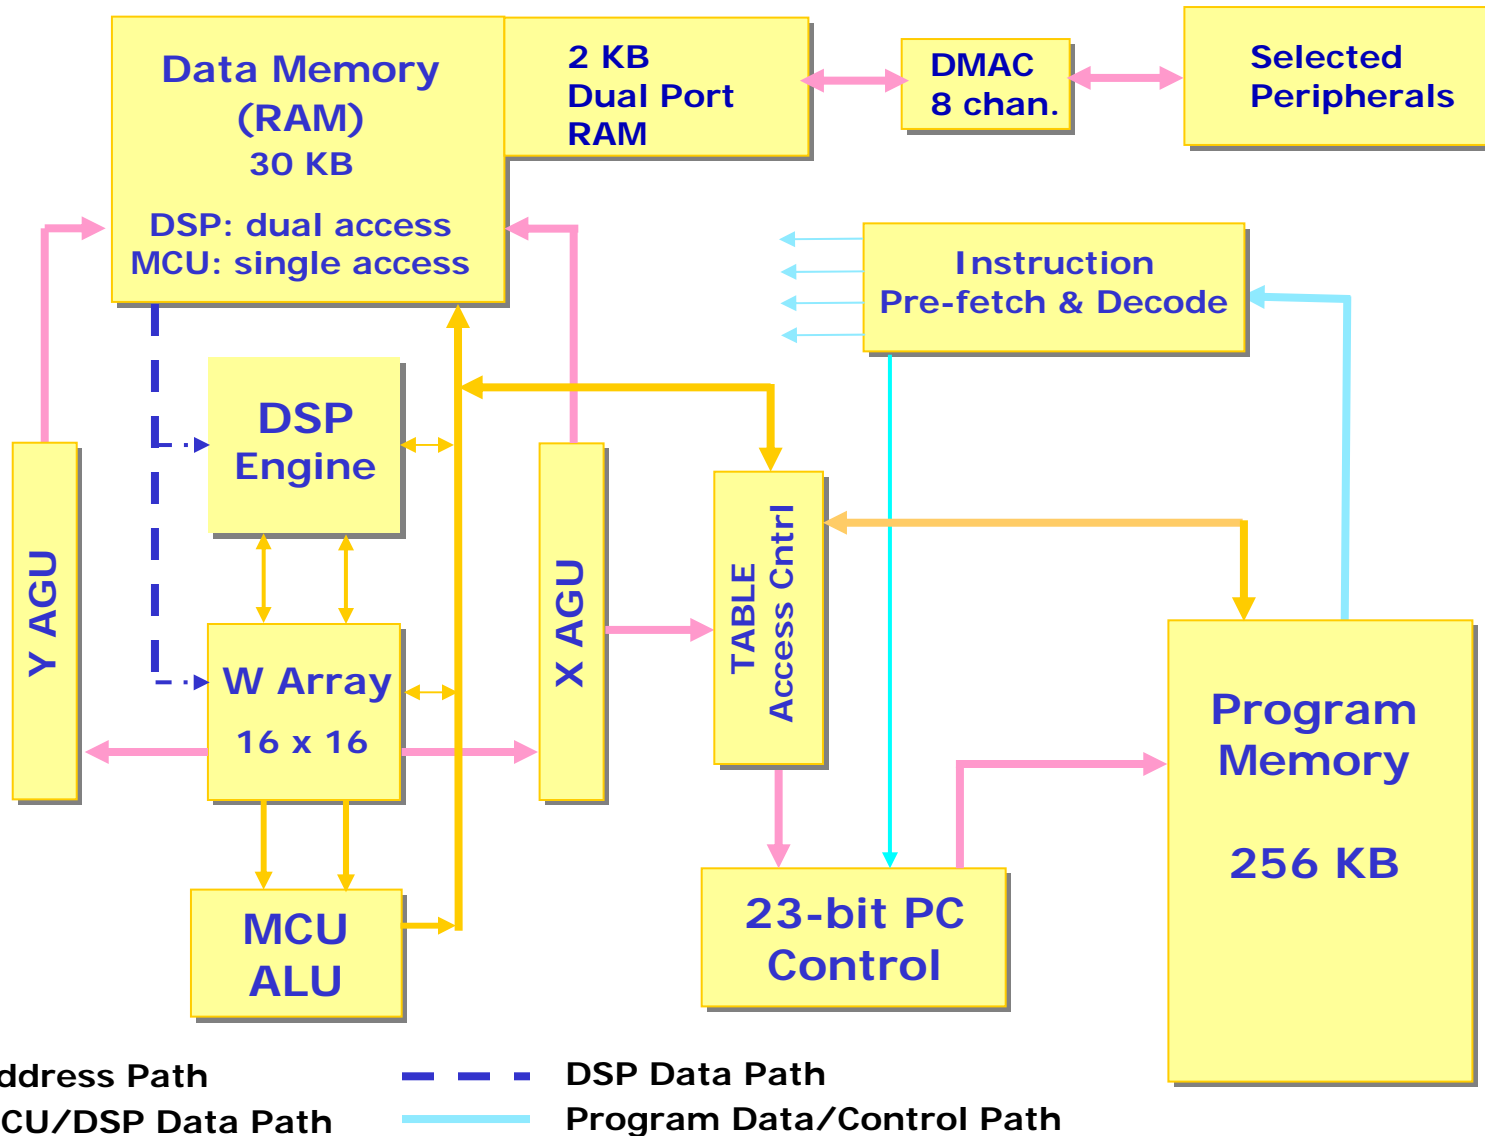 Data Memory
(RAM)
30 KB
DSP: dual access
MCU: single access
2 KB
Dual Port
RAM
DMAC
8 chan.
Selected
Peripherals
Instruction
Pre-fetch & Decode
DSP
Engine
Y AGU
X AGU
TABLE
Access Cntrl
W Array
16 x 16
Program
Memory
256 KB
MCU
ALU
23-bit PC
Control
ddress Path
DSP Data Path
CU/DSP Data Path
Program Data/Control Path